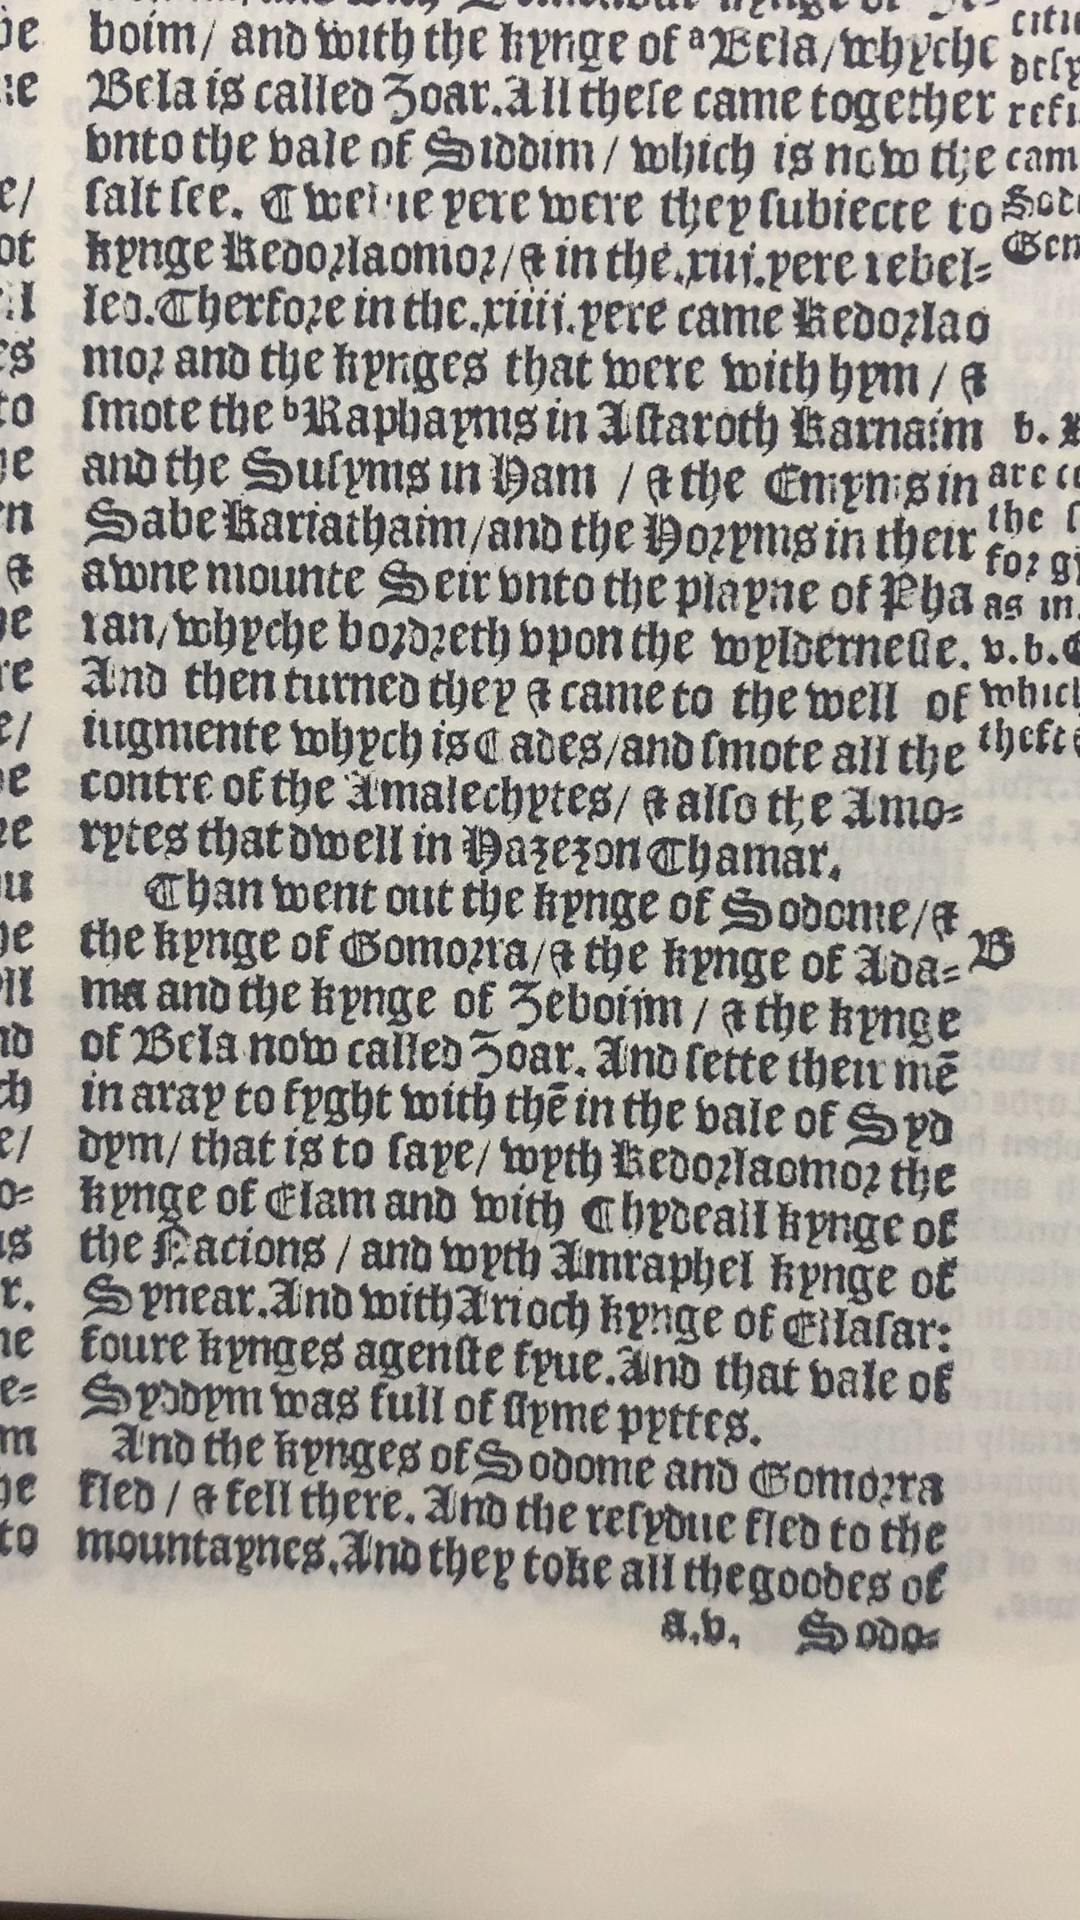 boim/ and with the kynge of ᵃBela/whyche
Bela is called Zoar. All theſe came together
vnto the vale of Siddim / which is now the
ſalt ſee. Twelue yere were they ſubiecte to
kynge Kedorlaomor/& in the.xiij.yere rebel=
led.Therfore in the.xiiij.yere came Kedorlao
mor and the kynges that were with hym / &
ſmote the ᵇRaphayms in Aſtaroth Karnaim
and the Suſyms in Ham / & the Emyms in
Sabe Kariathaim/and the Horyms in their
awne mounte Seir vnto the playne of Pha
ran/whyche bordreth vpon the wylderneſſe.
And then turned they & came to the well of
iugmente whych is Cades/and ſmote all the
contre of the Amalechytes/ & alſo the Amo=
rytes that dwell in Hazezon Thamar.
Than went out the kynge of Sodome/&
the kynge of Gomorra/& the kynge of Ada=
ma and the kynge of Zeboijm / & the kynge
of Bela now called Zoar. And ſette their mē
in aray to fyght with thē in the vale of Syd
dym/ that is to ſaye/ wyth Kedorlaomor the
kynge of Elam and with Thydeall kynge of
the Nacions / and wyth Amraphel kynge of
Synear.And with Arioch kynge of Ellaſar:
foure kynges agenſte fyue.And that vale of
Syddym was full of ſlyme pyttes.
And the kynges of Sodome and Gomorra
fled / & fell there. And the reſydue fled to the
mountaynes.And they toke all the goodes of
a.v. Sodo=
b.
the
for
as in.
v.b.
B